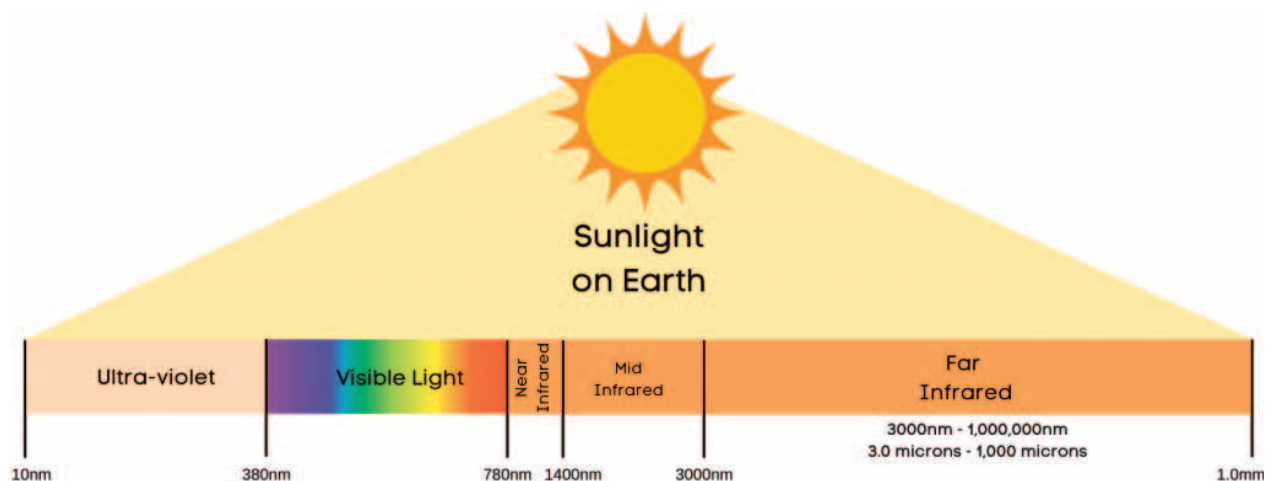 Sunlight
on Earth
Ultra-violet
Visible Light
Near
Infrared
Mid
Infrared
Far
Infrared
3000nm - 1,000,000nm
3.0 microns - 1,000 microns
10nm
380nm
780nm
1400nm
3000nm
1.0mm